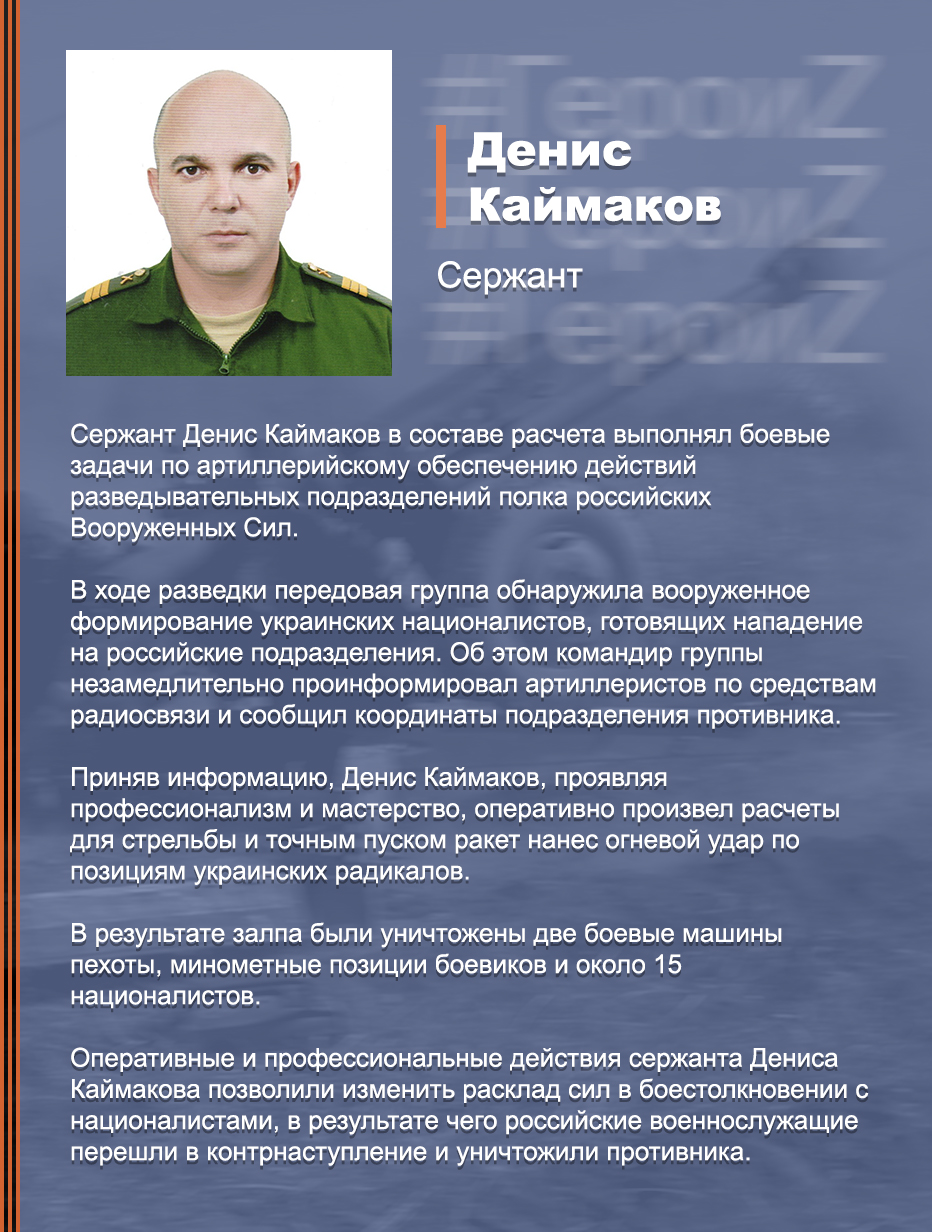 #ГероиZ
Денис
#ГероиZ
Каймаков
Сержант
#ГероиZ
Сержант Денис Каймаков в составе расчета выполнял боевые
задачи по артиллерийскому обеспечению действий
разведывательных подразделений полка российских
Вооруженных Сил.
В ходе разведки передовая группа обнаружила вооруженное
формирование украинских националистов, готовящих нападение
на российские подразделения. Об этом командир группы
незамедлительно проинформировал артиллеристов по средствам
радиосвязи и сообщил координаты подразделения противника.
Приняв информацию, Денис Каймаков, проявляя
профессионализм и мастерство, оперативно произвел расчеты
для стрельбы и точным пуском ракет нанес огневой удар по
позициям украинских радикалов.
В результате залпа были уничтожены две боевые машины
пехоты, минометные позиции боевиков и около 15
националистов.
Оперативные и профессиональные действия сержанта Дениса
Каймакова позволили изменить расклад сил в боестолкновении с
националистами, в результате чего российские военнослужащие
перешли в контрнаступление и уничтожили противника.